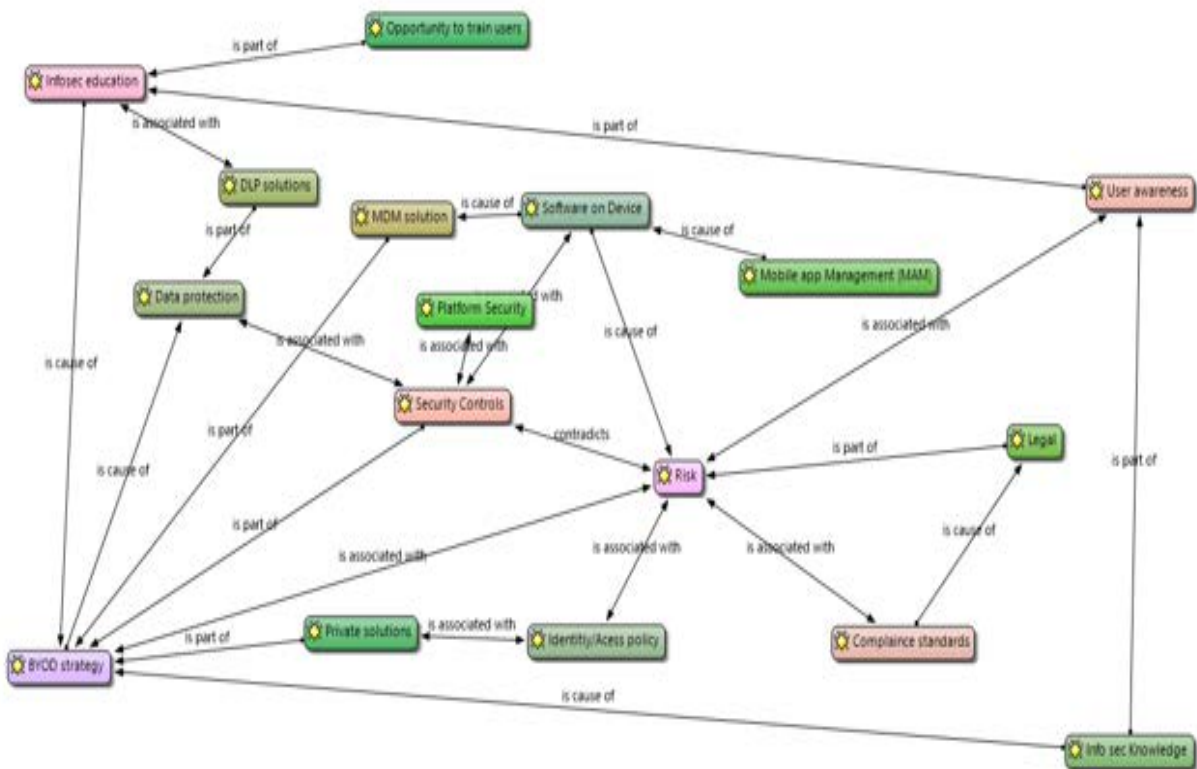 Opportunity to train users
is part of
Infosec education
is associated with
is part of
DLP solutions
User awareness
MDM solution
is cause of
Software on Device
is part of
is cause of
Mobile app Management (MAM)
Data protection
Platform Security
is associated with
is cause of
is associated with
is associated with
is cause of
Security Controls
is part of
contradicts
Legal
is part of
is part of
Risk
is cause of
is part of
is cause of
is associated with
is associated with
is associated with
Private solutions
is associated with
is part of
Identitiy/Acess policy
Complaince standards
BYOD strategy
is cause of
Info sec Knowledge